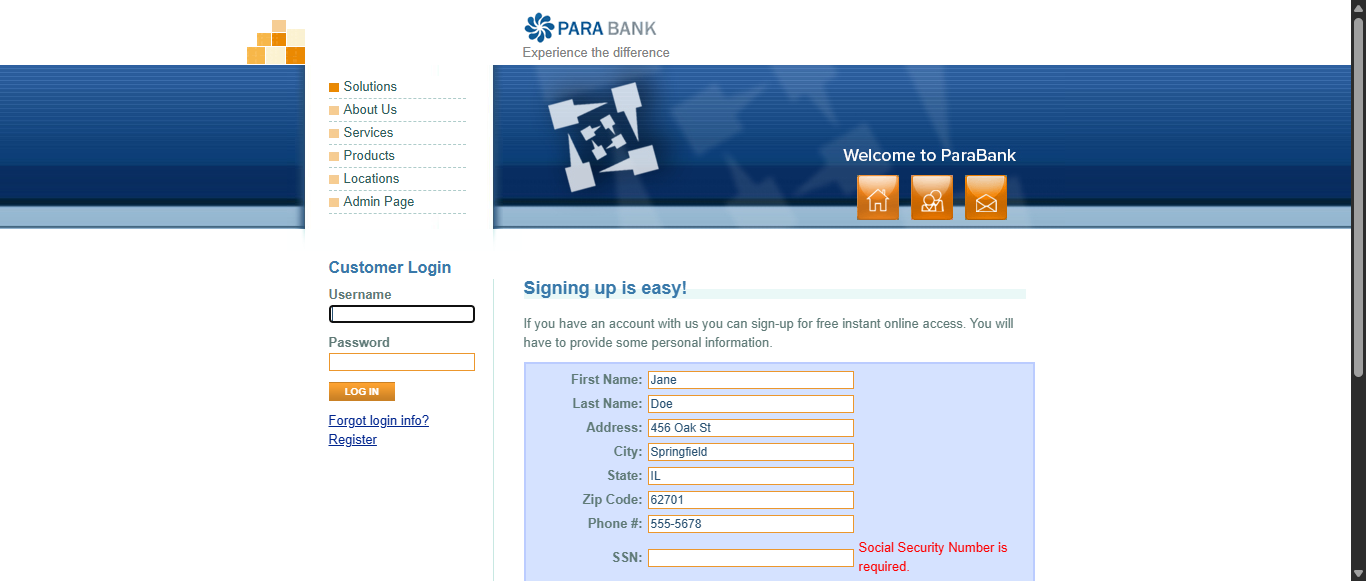 PARA BANK
Experience the difference
Solutions
About Us
Services
Products
Locations
Admin Page
Welcome to ParaBank
Customer Login
Username
Password
LOG IN
Forgot login info?
Register
Signing up is easy!
If you have an account with us you can sign-up for free instant online access. You will
have to provide some personal information.
First Name: Jane
Last Name: Doe
Address: 456 Oak St
City: Springfield
State: IL
Zip Code: 62701
Phone #: 555-5678
SSN: Social Security Number is
required.